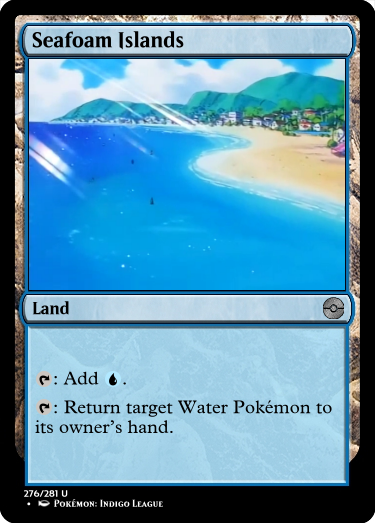 Seafoam Islands
Land
: Add .
: Return target Water Pokémon to
its owner's hand.
276/281 U
• Pokémon: Indigo League